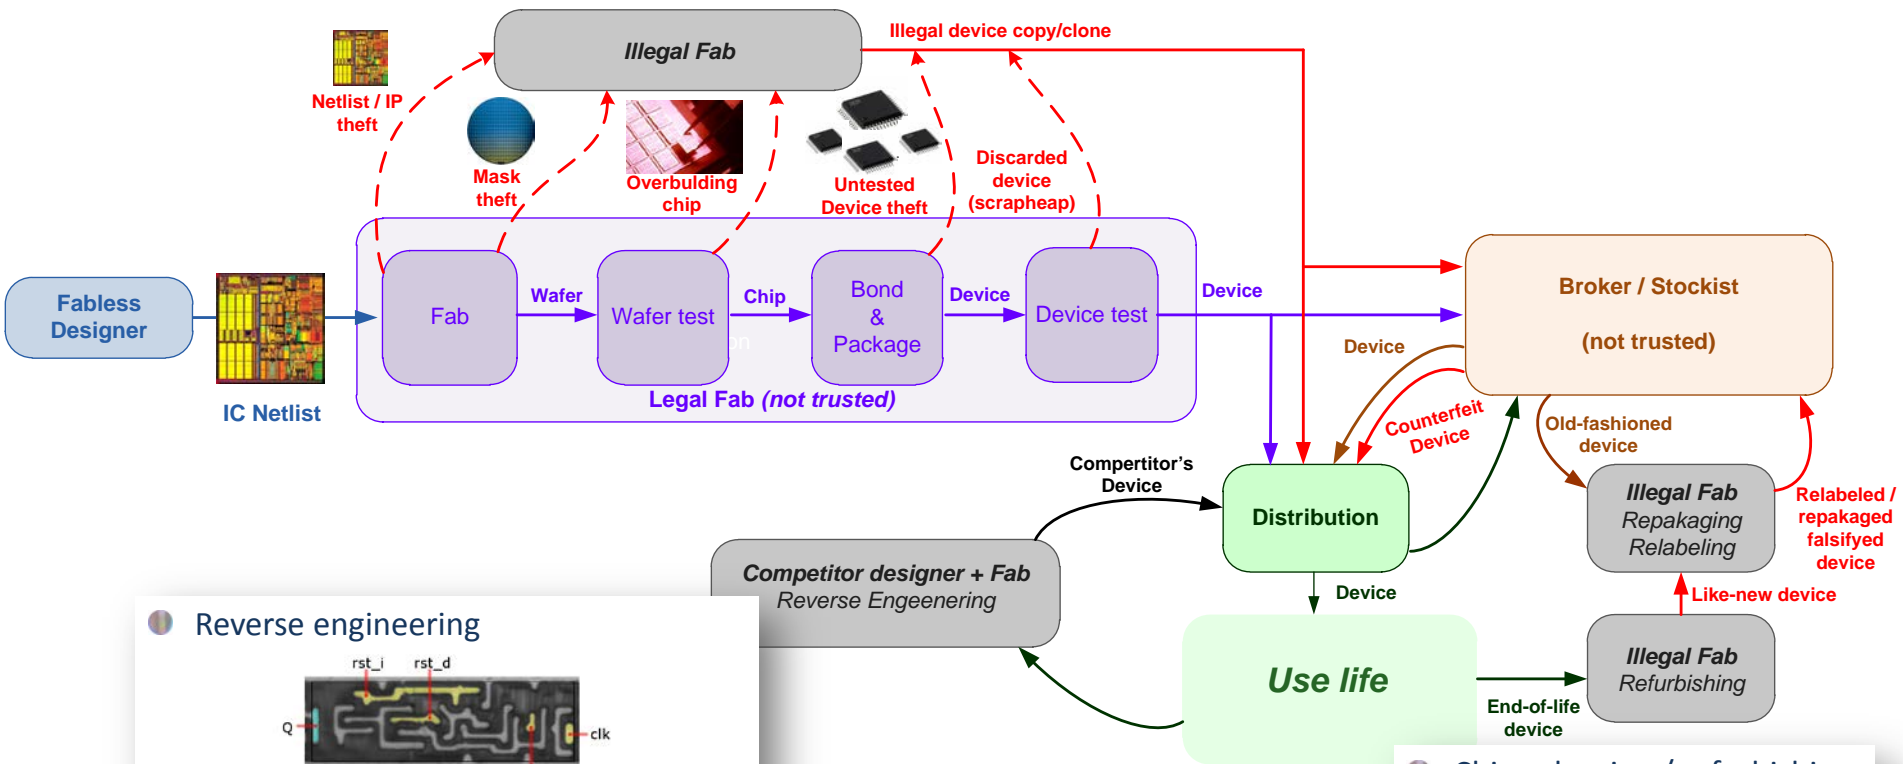 Illegal Fab
Illegal device copy/clone
Netlist / IP
theft
Mask
theft
Overbulding
chip
Untested
Device theft
Discarded
device
(scrapheap)
Fabless
Designer
IC Netlist
Fab
Wafer
Wafer test
on
Chip
Bond
&
Package
Device
Device test
Legal Fab (not trusted)
Device
Broker / Stockist
(not trusted)
Device
Counterfeit
Device
Old-fashioned
device
Compertitor's
Device
Distribution
Illegal Fab
Repakaging
Relabeling
Relabeled /
repakaged
falsifyed
device
Competitor designer + Fab
Reverse Engeenering
Device
Like-new device
Use life
Illegal Fab
Refurbishing
End-of-life
device
Reverse engineering
rst_i rst_d
Q
clk